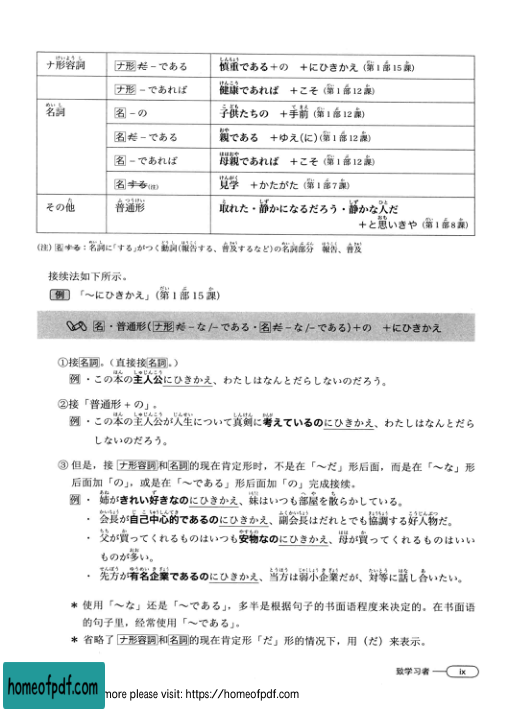 ナ形容詞 ナ形だ－である 慎重である＋の ＋にひきかえ（第1部15課）
ナ形－であれば 健康であれば ＋こそ（第1部12課）
名詞 名－の 子供たちの ＋手前（第1部12課）
名だ－である 親である ＋ゆえ(に)（第1部12課）
名－であれば 母親であれば ＋こそ（第1部12課）
名する(注) 見学 ＋かたがた（第1部7課）
その他 普通形 取れた・静かになるだろう・静かな人だ
＋と思いきや（第1部8課）
(注) 名する：名詞に「する」がつく動詞(報告する、普及するなど)の名詞部分 報告、普及
接续法如下所示。
例 「～にひきかえ」(第1部15課)
名・普通形(ナ形だ－な/－である・名だ－な/－である)＋の ＋にひきかえ
①接名詞。（直接接名詞。）
例・この本の主人公にひきかえ、わたしはなんとだらしないのだろう。
②接「普通形＋の」。
例・この本の主人公が人生について真剣に考えているのにひきかえ、わたしはなんとだら
しないのだろう。
③但是，接ナ形容詞和名詞的现在肯定形时，不是在「～だ」形后面，而是在「～な」形
后面加「の」，或是在「～である」形后面加「の」完成接续。
例・姉がきれい好きなのにひきかえ、妹はいつも部屋を散らかしている。
・会長が自己中心的であるのにひきかえ、副会長はだれとでも協調する好人物だ。
・父が買ってくれるものはいつも安物なのにひきかえ、母が買ってくれるものはいい
ものが多い。
・先方が有名企業であるのにひきかえ、当方は弱小企業だが、対等に話し合いたい。
＊使用「～な」还是「～である」，多半是根据句子的书面语程度来决定的。在书面语
的句子里，经常使用「～である」。
＊省略了ナ形容詞和名詞的现在肯定形「だ」形的情况下，用（だ）来表示。
致学习者 ix
homeofpdf.com
more please visit: https://homeofpdf.com